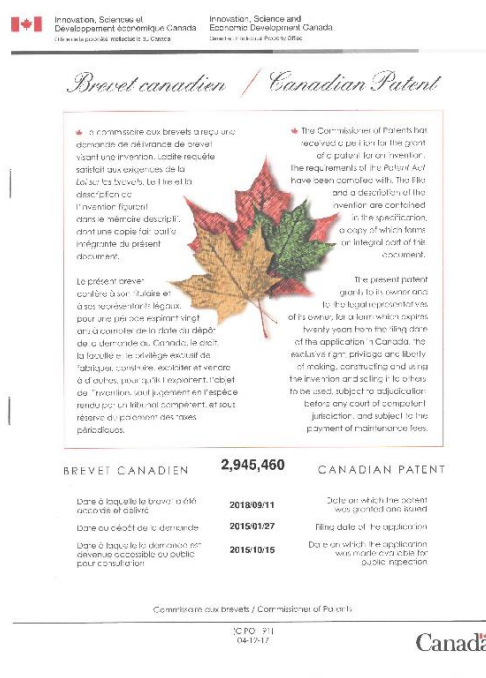 Innovation, Sciences et
Développement économique Canada
Office de la propriété intellectuelle du Canada
Innovation, Science and
Economic Development Canada
Canadian Intellectual Property Office
Brevet canadien / Canadian Patent
Le commissaire aux brevets a reçu une
demande de délivrance de brevet
visant une invention. Ladite requête
satisfait aux exigences de la
Loi sur les brevets. Le titre et la
description de
l'invention figurent
dans le mémoire descriptif,
dont une copie fait partie
intégrante du présent
document.
Le présent brevet
confère à son titulaire et
à ses représentants légaux,
pour une période expirant vingt
ans à compter de la date du dépôt
de la demande au Canada, le droit,
la faculté et le privilège exclusif de
fabriquer, construire, exploiter et vendre
à d'autres, pour qu'ils l'exploitent, l'objet
de l'invention, sauf jugement en l'espèce
rendu par un tribunal compétent, et sous
réserve du paiement des taxes
périodiques.
The Commissioner of Patents has
received a petition for the grant
of a patent for an invention.
The requirements of the Patent Act
have been complied with. The title
and a description of the
invention are contained
in the specification,
a copy of which forms
an integral part of this
document.
The present patent
grants to its owner and
to the legal representatives
of its owner, for a term which expires
twenty years from the filing date
of the application in Canada, the
exclusive right, privilege and liberty
of making, constructing and using
the invention and selling it to others
to be used, subject to adjudication
before any court of competent
jurisdiction, and subject to the
payment of maintenance fees.
BREVET CANADIEN
2,945,460
CANADIAN PATENT
Date à laquelle le brevet a été
accordé et délivré
2018/09/11
Date on which the patent
was granted and issued
Date du dépôt de la demande
2015/01/27
Filing date of the application
Date à laquelle la demande est
devenue accessible au public
pour consultation
2015/10/15
Date on which the application
was made available for
public inspection
Commissaire aux brevets / Commissioner of Patents
(CIPO 91)
04-12-17
Canada